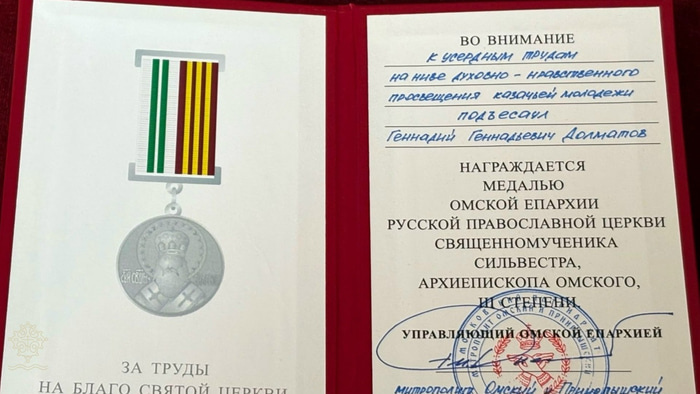 ЗА ТРУДЫ
НА БЛАГО СВЯТОЙ ЦЕРКВИ
ВО ВНИМАНИЕ
к усердным трудам
на ниве духовно - нравственного
просвещения казачьей молодежи
подъесаул
Геннадий Геннадьевич Долматов
НАГРАЖДАЕТСЯ
МЕДАЛЬЮ
ОМСКОЙ ЕПАРХИИ
РУССКОЙ ПРАВОСЛАВНОЙ ЦЕРКВИ
СВЯЩЕННОМУЧЕНИКА
СИЛЬВЕСТРА,
АРХИЕПИСКОПА ОМСКОГО,
III СТЕПЕНИ
УПРАВЛЯЮЩИЙ ОМСКОЙ ЕПАРХИЕЙ
митрополит Омский и Прииртышский